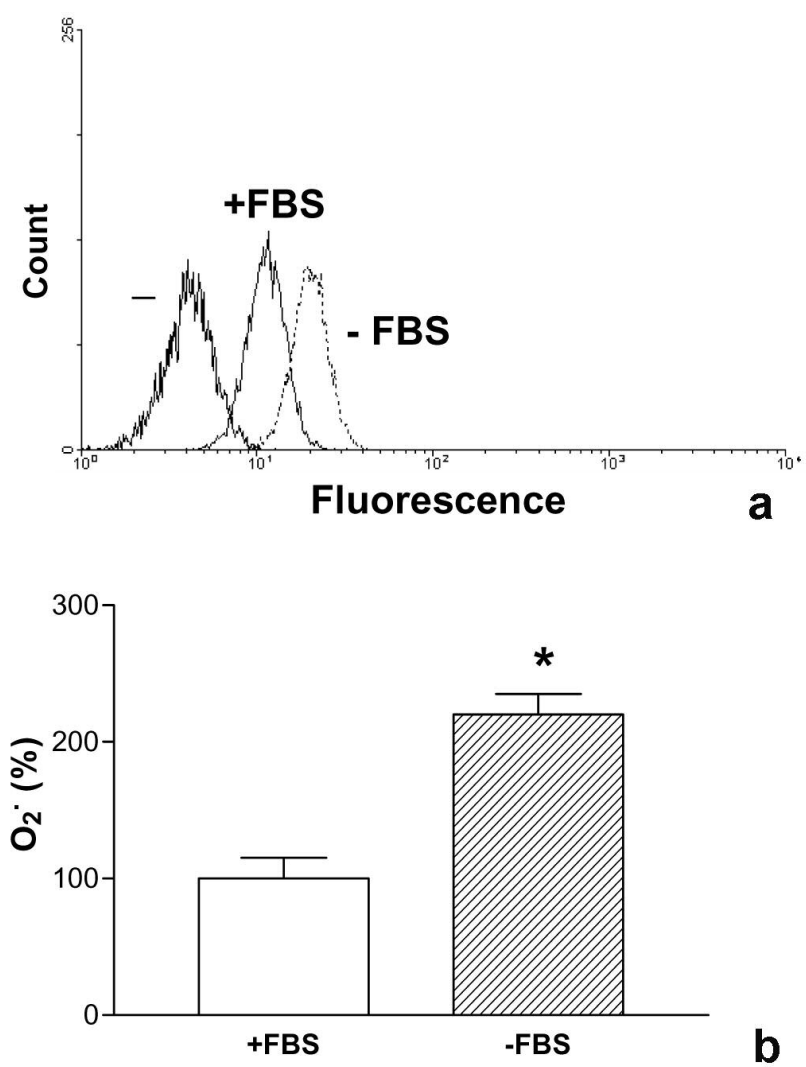 256
Count
+FBS
–
- FBS
0
10⁰ 10¹ 10² 10³ 10⁴
Fluorescence
a
300
*
200
O₂˙ (%)
100
0
+FBS -FBS
b